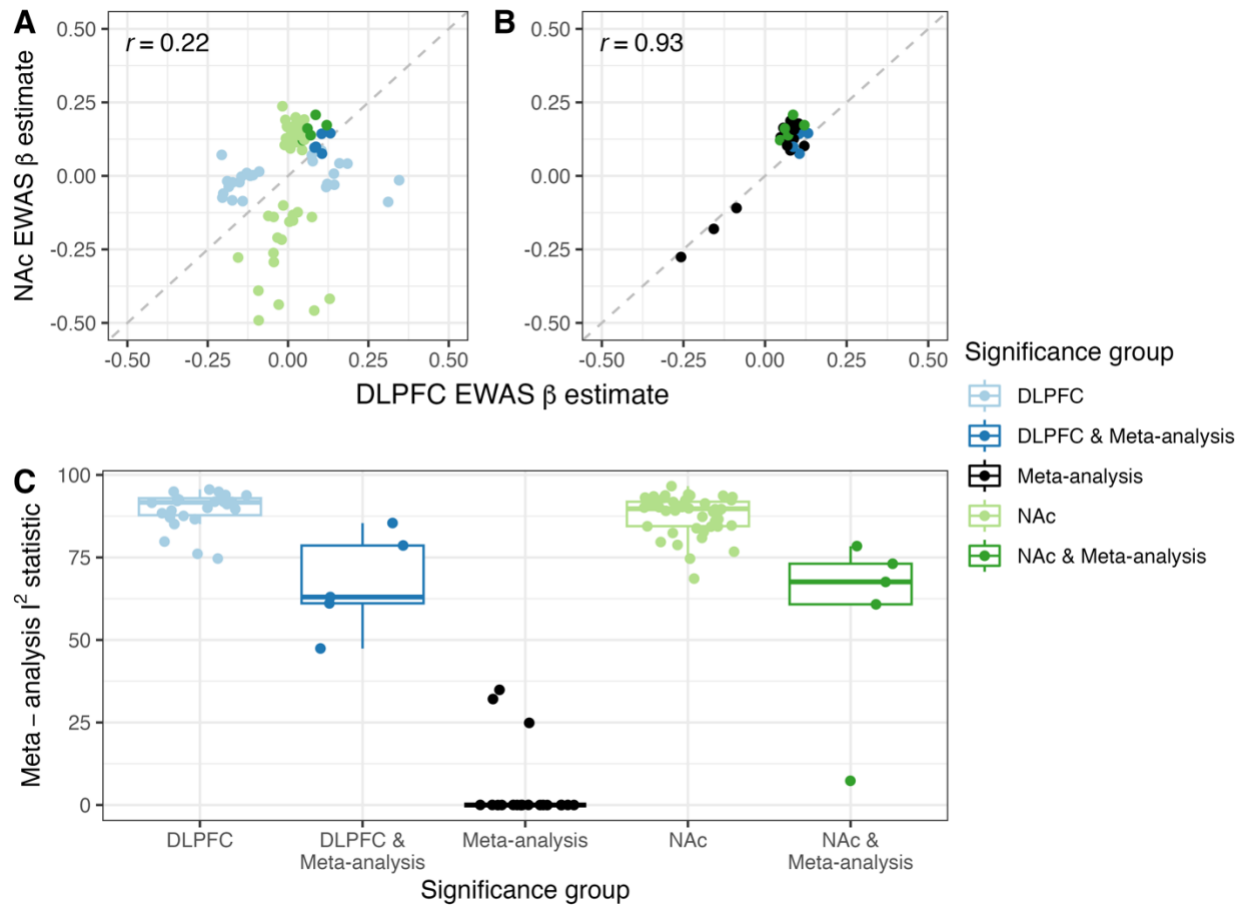 A
B
r = 0.22
r = 0.93
NAc EWAS β estimate
0.50
0.25
0.00
-0.25
-0.50
0.50
0.25
0.00
-0.25
-0.50
-0.50 -0.25 0.00 0.25 0.50
-0.50 -0.25 0.00 0.25 0.50
DLPFC EWAS β estimate
Significance group
DLPFC
DLPFC & Meta-analysis
Meta-analysis
NAc
NAc & Meta-analysis
C
Meta – analysis I² statistic
100
75
50
25
0
DLPFC
DLPFC &
Meta-analysis
Meta-analysis
NAc
NAc &
Meta-analysis
Significance group